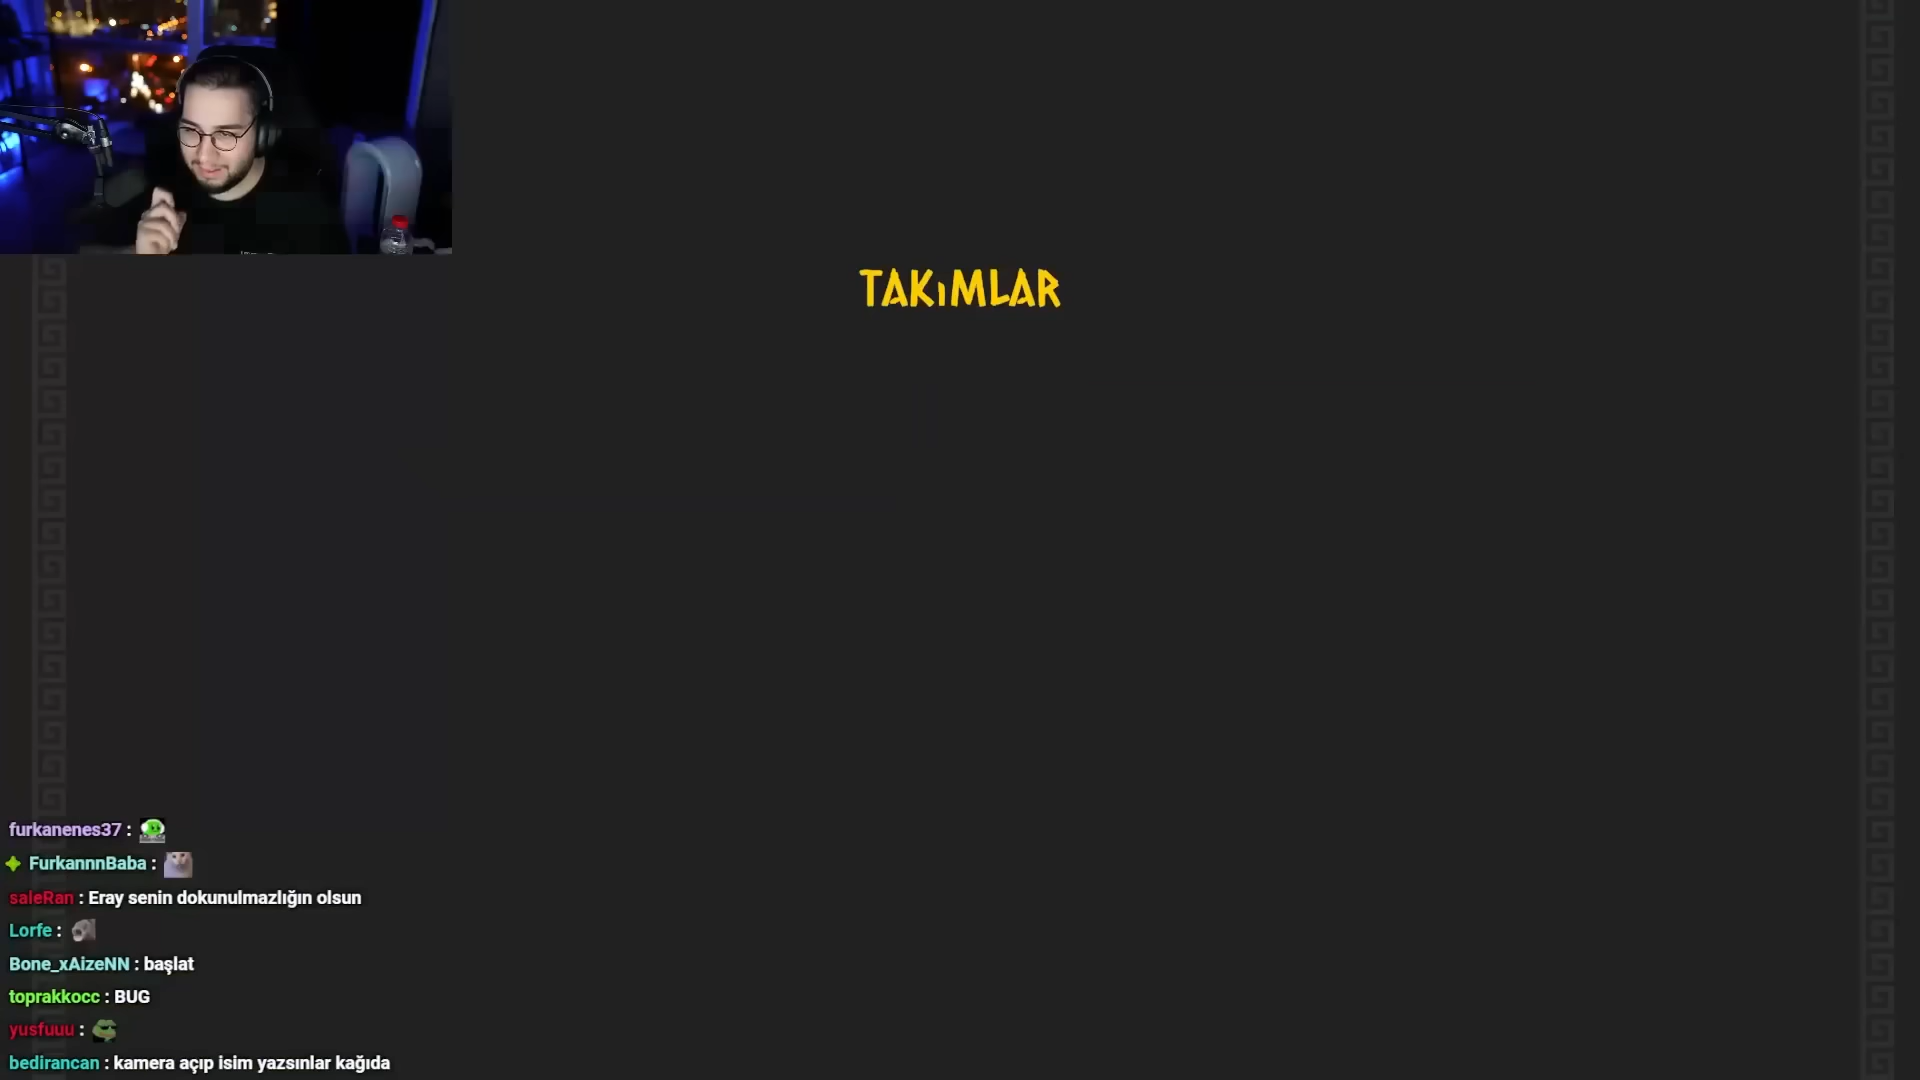 TAKıMLAR
furkanenes37 :
FurkannnBaba :
saleRan : Eray senin dokunulmazlığın olsun
Lorfe :
Bone_xAizeNN : başlat
toprakkocc : BUG
yusfuuu :
bedirancan : kamera açıp isim yazsınlar kağıda